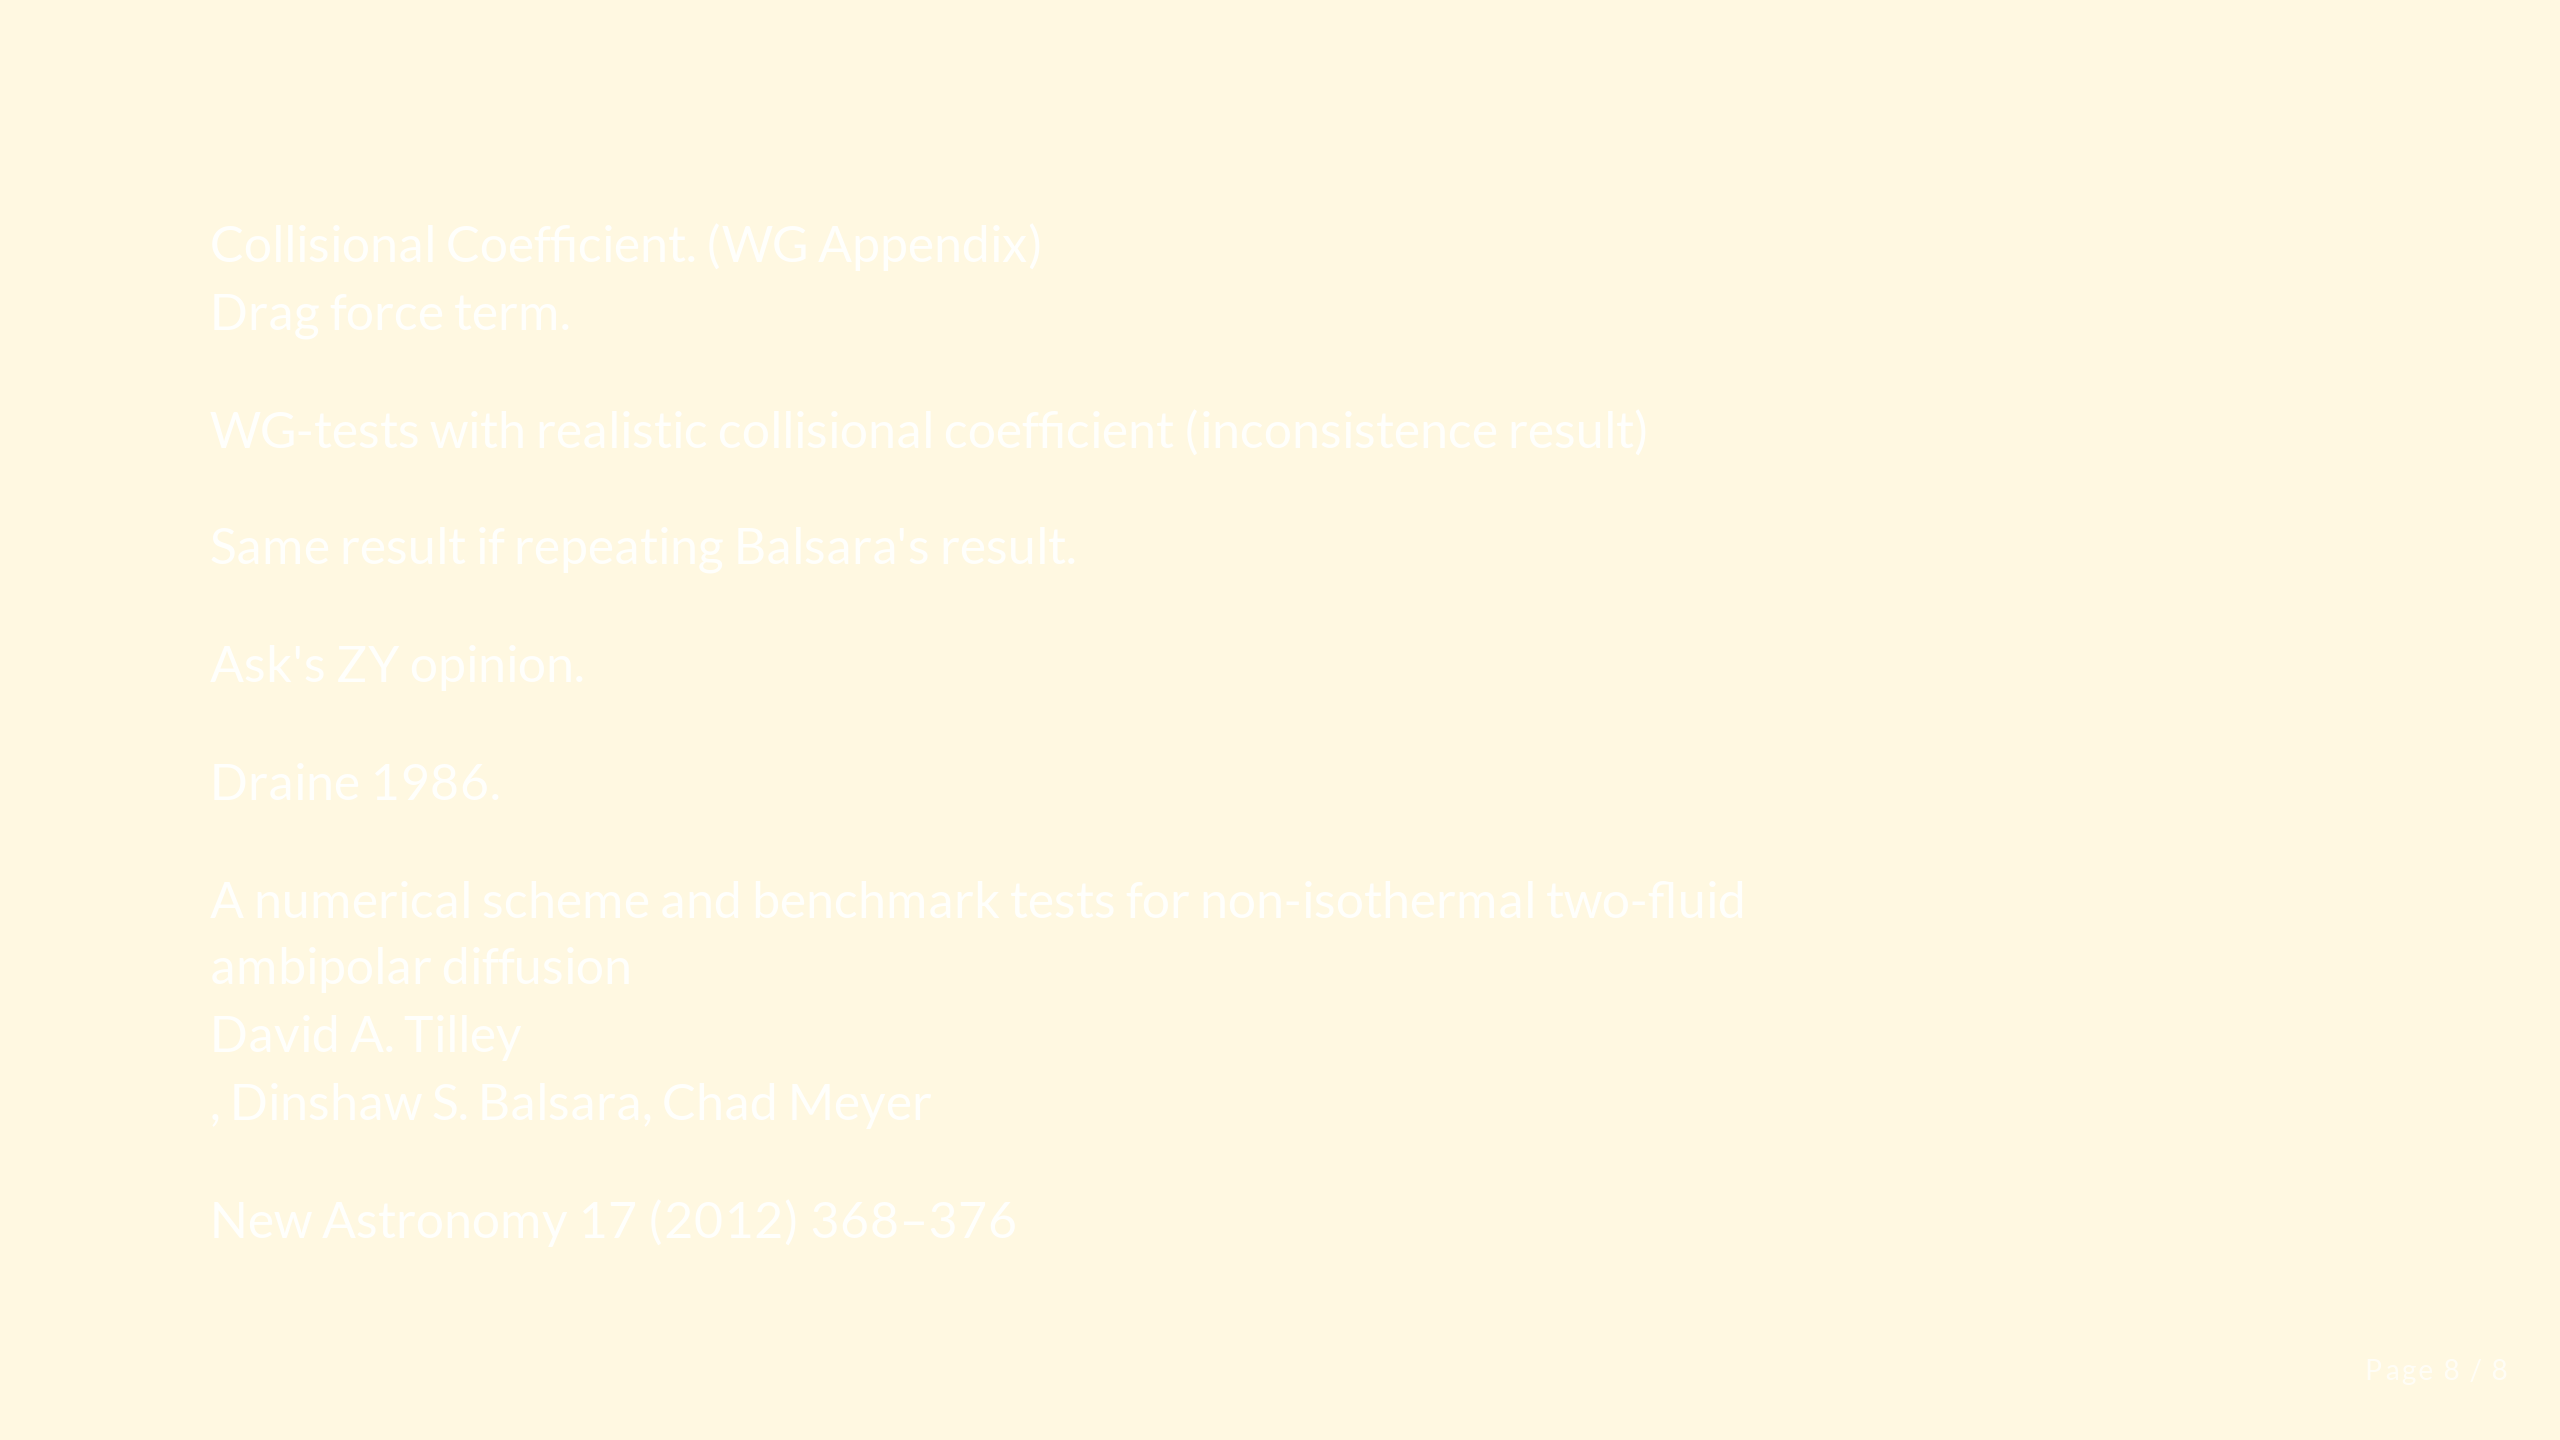 Collisional Coefficient. (WG Appendix)
Drag force term.
WG-tests with realistic collisional coefficient (inconsistence result)
Same result if repeating Balsara's result.
Ask's ZY opinion.
Draine 1986.
A numerical scheme and benchmark tests for non-isothermal two-fluid
ambipolar diffusion
David A. Tilley
, Dinshaw S. Balsara, Chad Meyer
New Astronomy 17 (2012) 368–376
Page 8 / 8